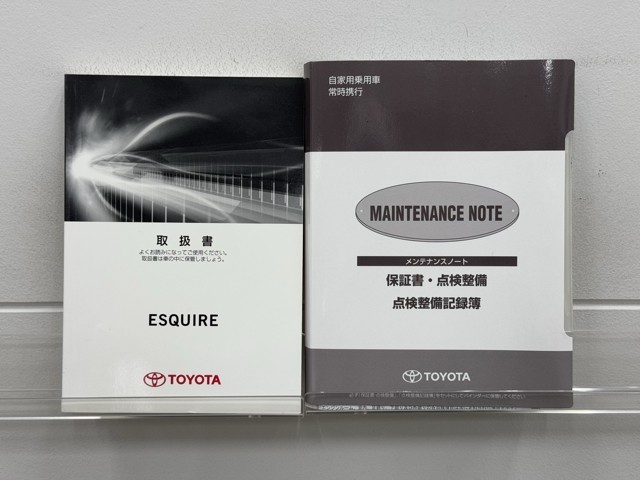 取扱書
よくお読みになってご使用ください。
取扱書は車の中に保管しましょう。
ESQUIRE
TOYOTA
自家用乗用車
常時携行
MAINTENANCE NOTE
メンテナンスノート
保証書・点検整備
点検整備記録簿
TOYOTA